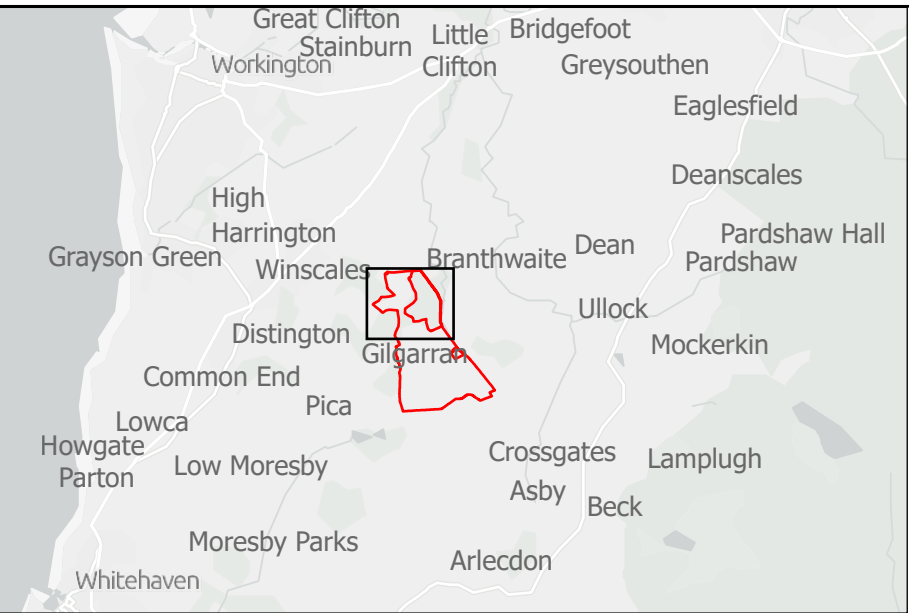 Great Clifton
Stainburn
Little
Clifton
Bridgefoot
Workington
Greysouthen
Eaglesfield
Deanscales
High
Harrington
Grayson Green
Winscales
Branthwaite
Dean
Pardshaw Hall
Pardshaw
Ullock
Distington
Gilgarran
Mockerkin
Common End
Pica
Lowca
Howgate
Parton
Low Moresby
Crossgates
Lamplugh
Asby
Beck
Moresby Parks
Arlecdon
Whitehaven